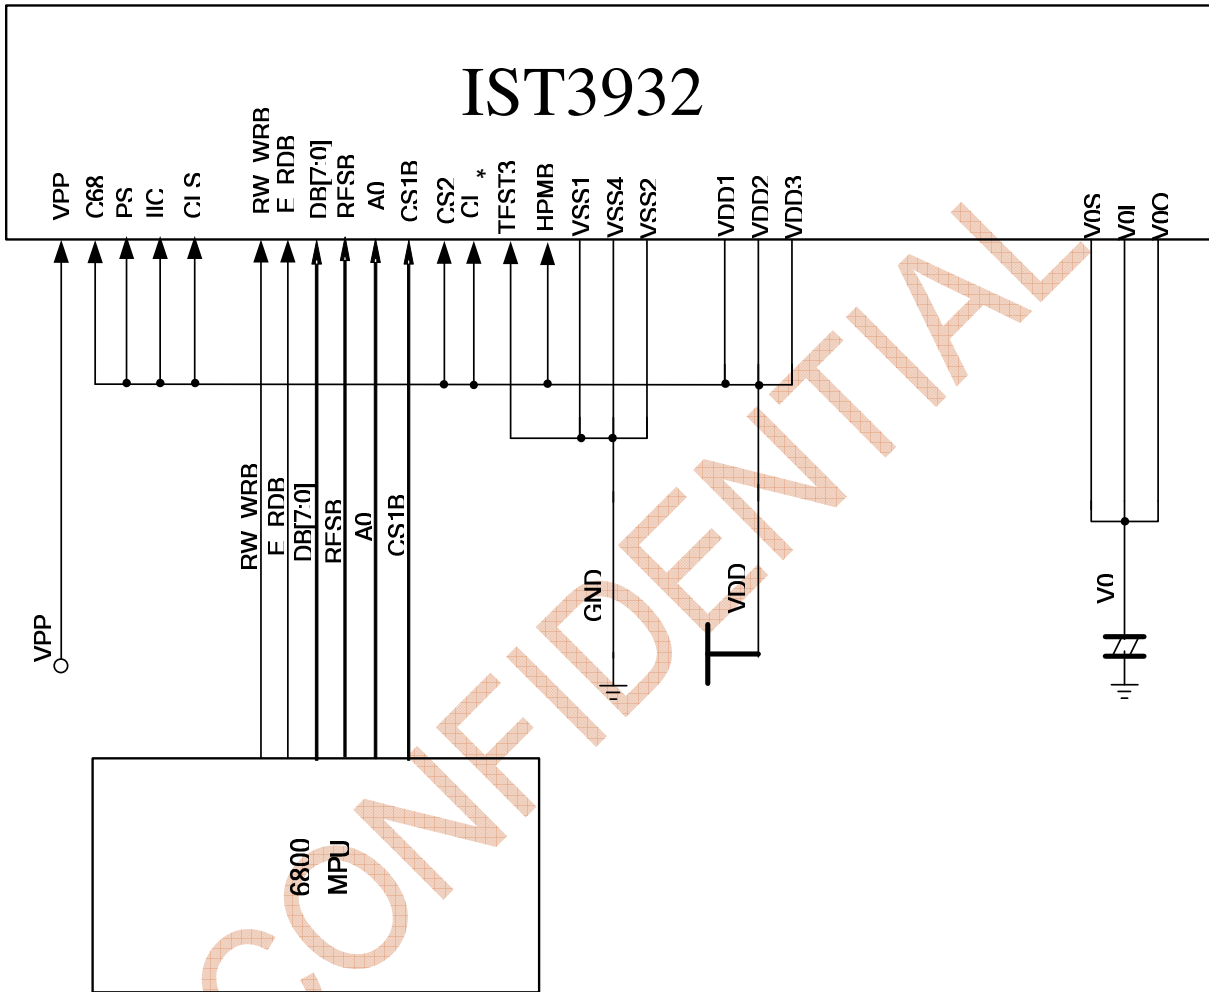 IST3932
VPP
C68
PS
IIC
CLS
RW_WRB
E_RDB
DB[7:0]
RESB
A0
CS1B
CS2
CL *
TEST3
HPMB
VSS1
VSS4
VSS2
VDD1
VDD2
VDD3
V0S
V0I
V0O
RW_WRB
E_RDB
DB[7:0]
RESB
A0
CS1B
GND
VDD
V0
VPP
6800
MPU
CONFIDENTIAL